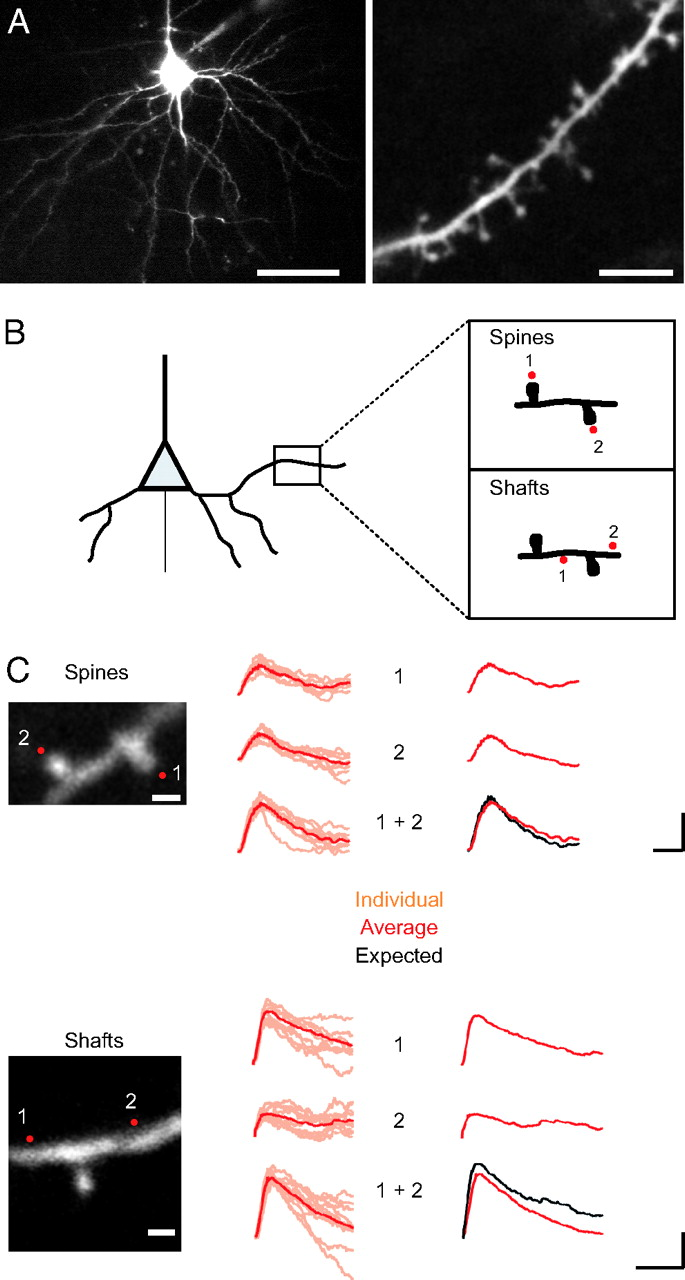 A
B
Spines
1
2
Shafts
2
1
C
Spines
2
1
1
2
1 + 2
Individual
Average
Expected
Shafts
1
2
1
2
1 + 2